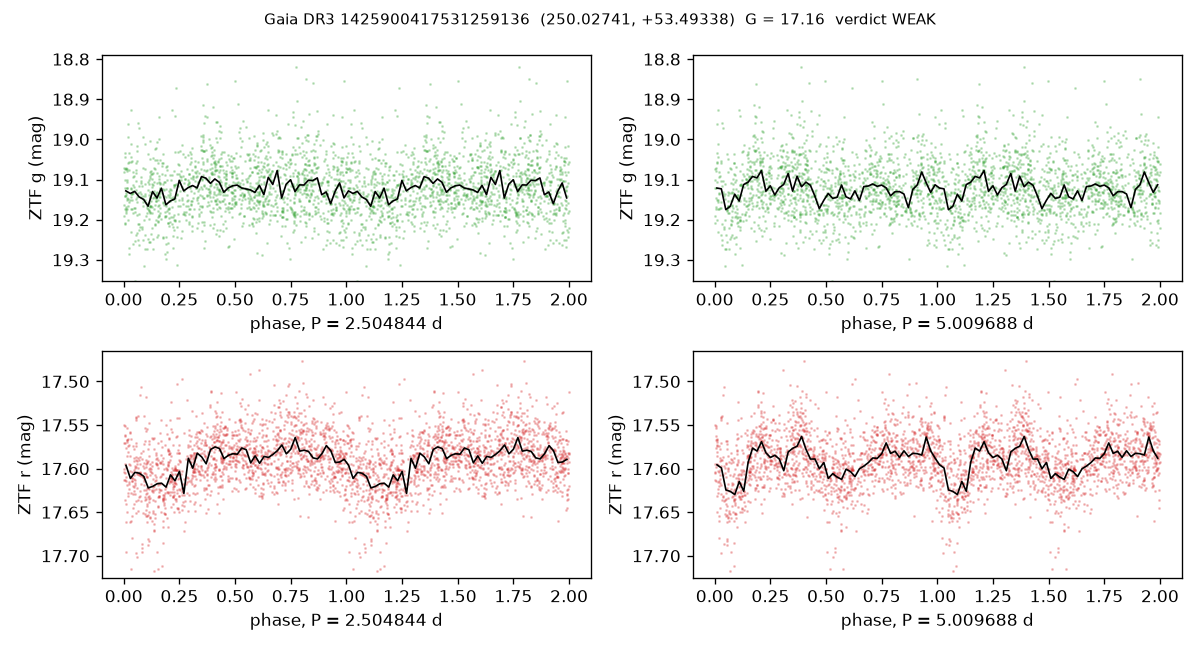 Gaia DR3 1425900417531259136  (250.02741, +53.49338)  G = 17.16  verdict WEAK
ZTF g (mag)
18.8
18.9
19.0
19.1
19.2
19.3
0.00 0.25 0.50 0.75 1.00 1.25 1.50 1.75 2.00
phase, P = 2.504844 d
ZTF g (mag)
18.8
18.9
19.0
19.1
19.2
19.3
0.00 0.25 0.50 0.75 1.00 1.25 1.50 1.75 2.00
phase, P = 5.009688 d
ZTF r (mag)
17.50
17.55
17.60
17.65
17.70
0.00 0.25 0.50 0.75 1.00 1.25 1.50 1.75 2.00
phase, P = 2.504844 d
ZTF r (mag)
17.50
17.55
17.60
17.65
17.70
0.00 0.25 0.50 0.75 1.00 1.25 1.50 1.75 2.00
phase, P = 5.009688 d